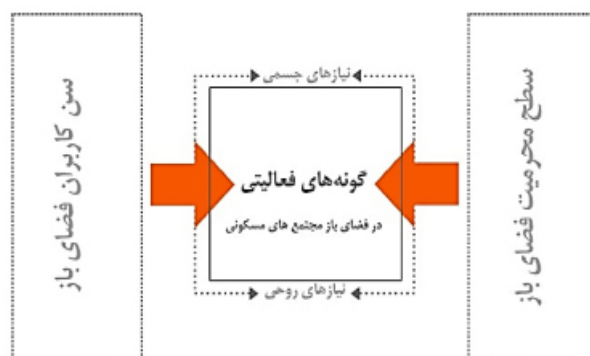 سطح محرمیت فضای باز
نیازهای جسمی
گونه‌های فعالیتی
در فضای باز مجتمع های مسکونی
نیازهای روحی
سن کاربران فضای باز